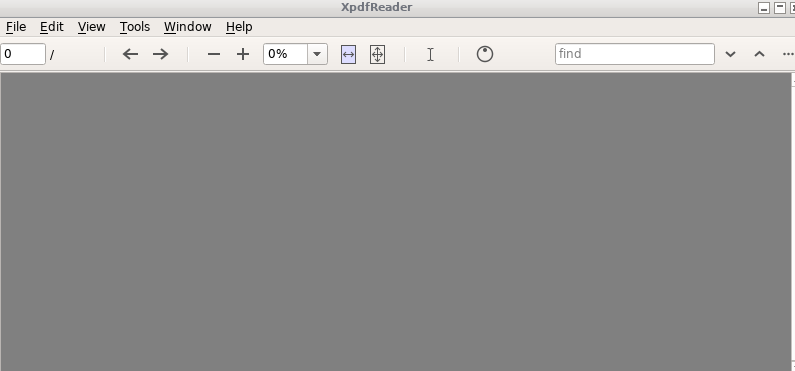 XpdfReader
File Edit View Tools Window Help
0 / 0% find